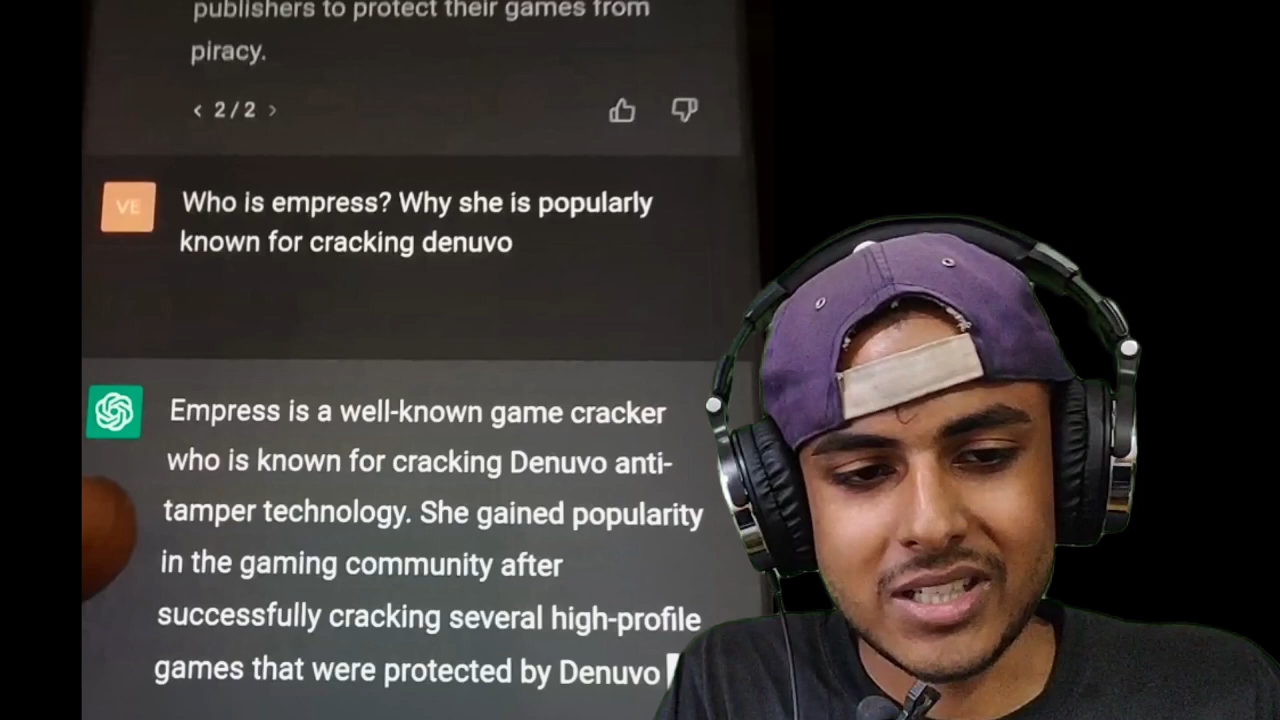 publishers to protect their games from
piracy.
< 2 / 2 >
VE
Who is empress? Why she is popularly
known for cracking denuvo
Empress is a well-known game cracker
who is known for cracking Denuvo anti-
tamper technology. She gained popularity
in the gaming community after
successfully cracking several high-profile
games that were protected by Denuvo